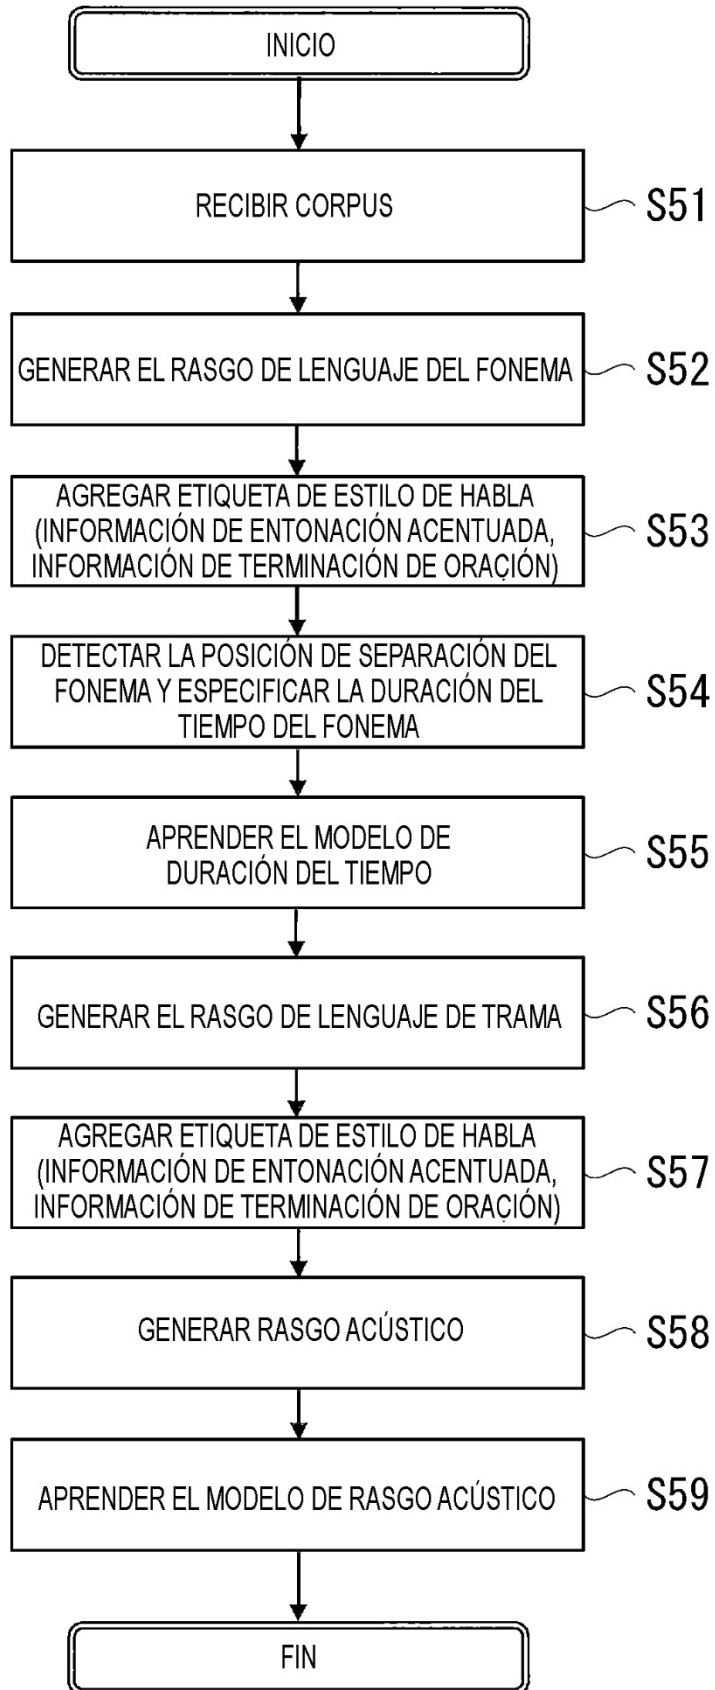 INICIO
RECIBIR CORPUS
S51
GENERAR EL RASGO DE LENGUAJE DEL FONEMA
S52
AGREGAR ETIQUETA DE ESTILO DE HABLA
(INFORMACIÓN DE ENTONACIÓN ACENTUADA,
INFORMACIÓN DE TERMINACIÓN DE ORACIÓN)
S53
DETECTAR LA POSICIÓN DE SEPARACIÓN DEL
FONEMA Y ESPECIFICAR LA DURACIÓN DEL
TIEMPO DEL FONEMA
S54
APRENDER EL MODELO DE
DURACIÓN DEL TIEMPO
S55
GENERAR EL RASGO DE LENGUAJE DE TRAMA
S56
AGREGAR ETIQUETA DE ESTILO DE HABLA
(INFORMACIÓN DE ENTONACIÓN ACENTUADA,
INFORMACIÓN DE TERMINACIÓN DE ORACIÓN)
S57
GENERAR RASGO ACÚSTICO
S58
APRENDER EL MODELO DE RASGO ACÚSTICO
S59
FIN